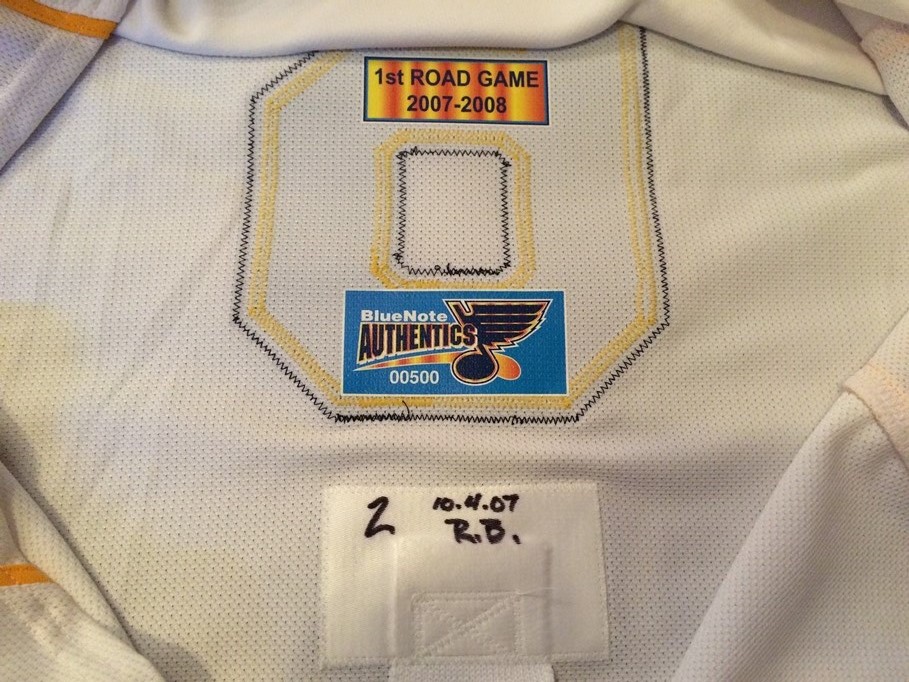 1st ROAD GAME
2007-2008
BlueNote
AUTHENTICS
00500
2 10.4.07
R.B.